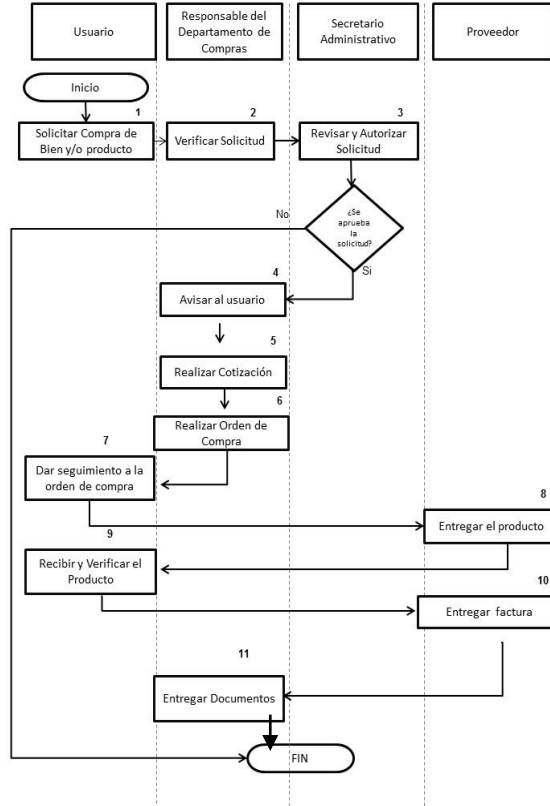 Usuario
Responsable del
Departamento de
Compras
Secretario
Administrativo
Proveedor
Inicio
1
2
3
Solicitar Compra de
Bien y/o producto
Verificar Solicitud
Revisar y Autorizar
Solicitud
No
¿Se
aprueba
la
solicitud?
Si
4
Avisar al usuario
5
Realizar Cotización
6
Realizar Orden de
Compra
7
Dar seguimiento a la
orden de compra
8
Entregar el producto
9
Recibir y Verificar el
Producto
10
Entregar factura
11
Entregar Documentos
FIN